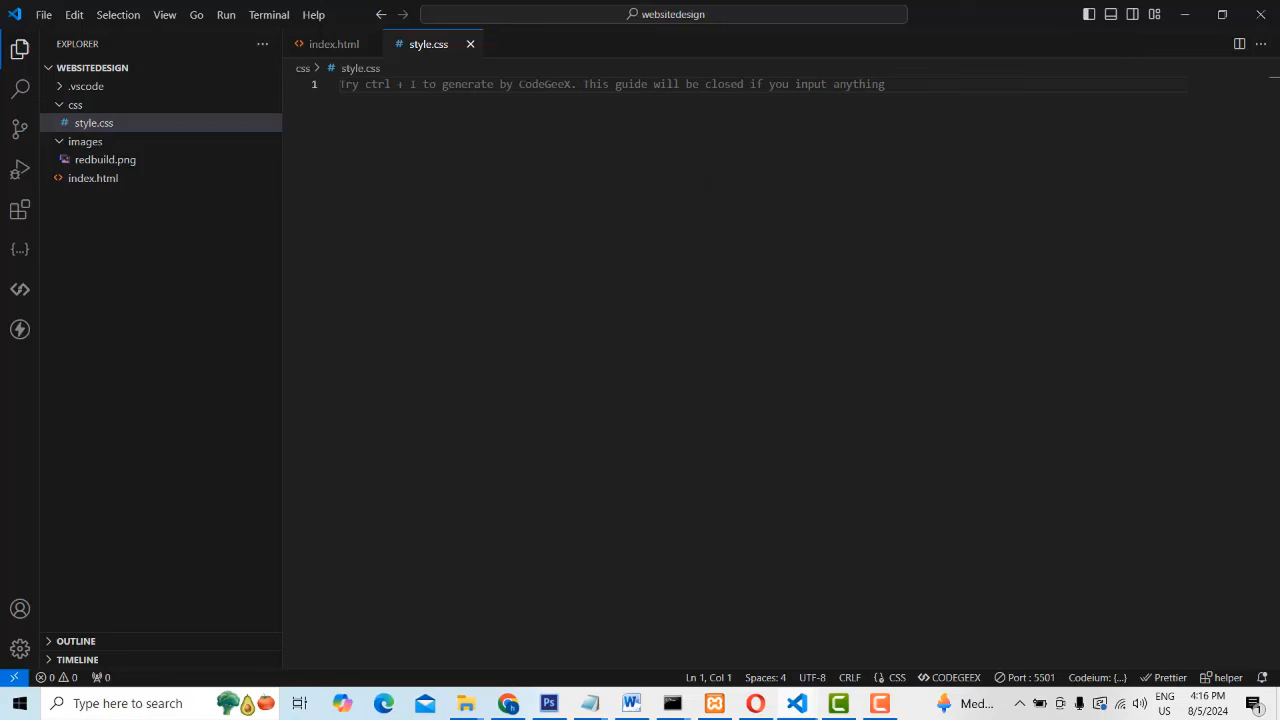 File Edit Selection View Go Run Terminal Help
websitedesign
EXPLORER
WEBSITEDESIGN
.vscode
css
# style.css
images
redbuild.png
<> index.html
OUTLINE
TIMELINE
<> index.html
# style.css
css > # style.css
1 Try ctrl + I to generate by CodeGeeX. This guide will be closed if you input anything
0 0 0 Ln 1, Col 1 Spaces: 4 UTF-8 CRLF CSS CODEGEEX Port : 5501 Codeium: {...} Prettier helper
Type here to search Ps Med... ENG US 4:16 PM 8/5/2024 1